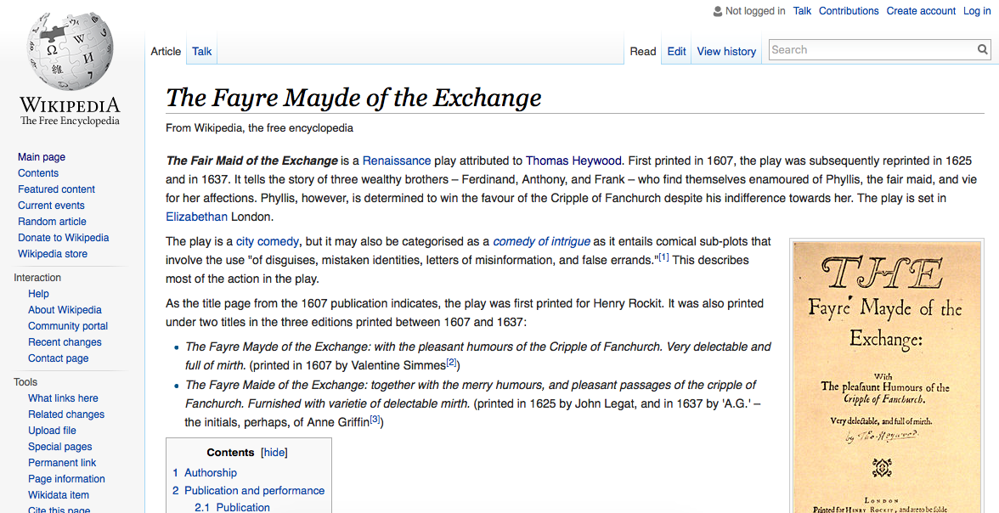 Not logged in Talk Contributions Create account Log in
Article Talk Read Edit View history Search
WIKIPEDIA
The Free Encyclopedia
Main page
Contents
Featured content
Current events
Random article
Donate to Wikipedia
Wikipedia store
Interaction
Help
About Wikipedia
Community portal
Recent changes
Contact page
Tools
What links here
Related changes
Upload file
Special pages
Permanent link
Page information
Wikidata item
Cite this page
The Fayre Mayde of the Exchange
From Wikipedia, the free encyclopedia
The Fair Maid of the Exchange is a Renaissance play attributed to Thomas Heywood. First printed in 1607, the play was subsequently reprinted in 1625
and in 1637. It tells the story of three wealthy brothers – Ferdinand, Anthony, and Frank – who find themselves enamoured of Phyllis, the fair maid, and vie
for her affections. Phyllis, however, is determined to win the favour of the Cripple of Fanchurch despite his indifference towards her. The play is set in
Elizabethan London.
The play is a city comedy, but it may also be categorised as a comedy of intrigue as it entails comical sub-plots that
involve the use "of disguises, mistaken identities, letters of misinformation, and false errands."[1] This describes
most of the action in the play.
As the title page from the 1607 publication indicates, the play was first printed for Henry Rockit. It was also printed
under two titles in the three editions printed between 1607 and 1637:
• The Fayre Mayde of the Exchange: with the pleasant humours of the Cripple of Fanchurch. Very delectable and
full of mirth. (printed in 1607 by Valentine Simmes[2])
• The Fayre Maide of the Exchange: together with the merry humours, and pleasant passages of the cripple of
Fanchurch. Furnished with varietie of delectable mirth. (printed in 1625 by John Legat, and in 1637 by 'A.G.' –
the initials, perhaps, of Anne Griffin[3])
Contents [hide]
1 Authorship
2 Publication and performance
2.1 Publication
THE
Fayre Mayde of the
Exchange:
With
The pleaſaunt Humours of the
Cripple of Fanchurch.
Very delectable, and full of mirth.
by Tho. Heywood.
LONDON
Printed for HENRY ROCKIT, and are to be ſolde